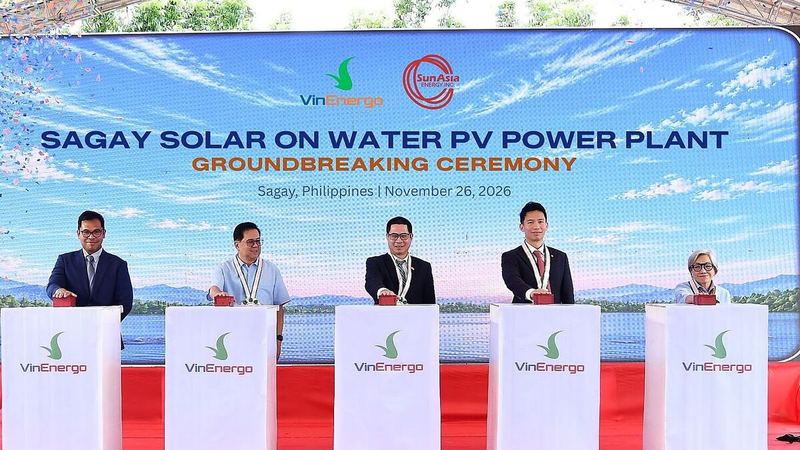 VinEnergo
SunAsia
ENERGY, INC
SAGAY SOLAR ON WATER PV POWER PLANT
GROUNDBREAKING CEREMONY
Sagay, Philippines | November 26, 2026
VinEnergo
VinEnergo
VinEnergo
VinEnergo
VinEnergo